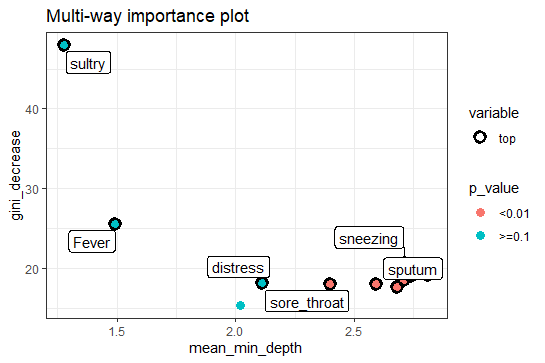 Multi-way importance plot
gini_decrease
40
30
20
sultry
Fever
distress
sore_throat
sneezing
sputum
1.5
2.0
2.5
mean_min_depth
variable
top
p_value
<0.01
>=0.1